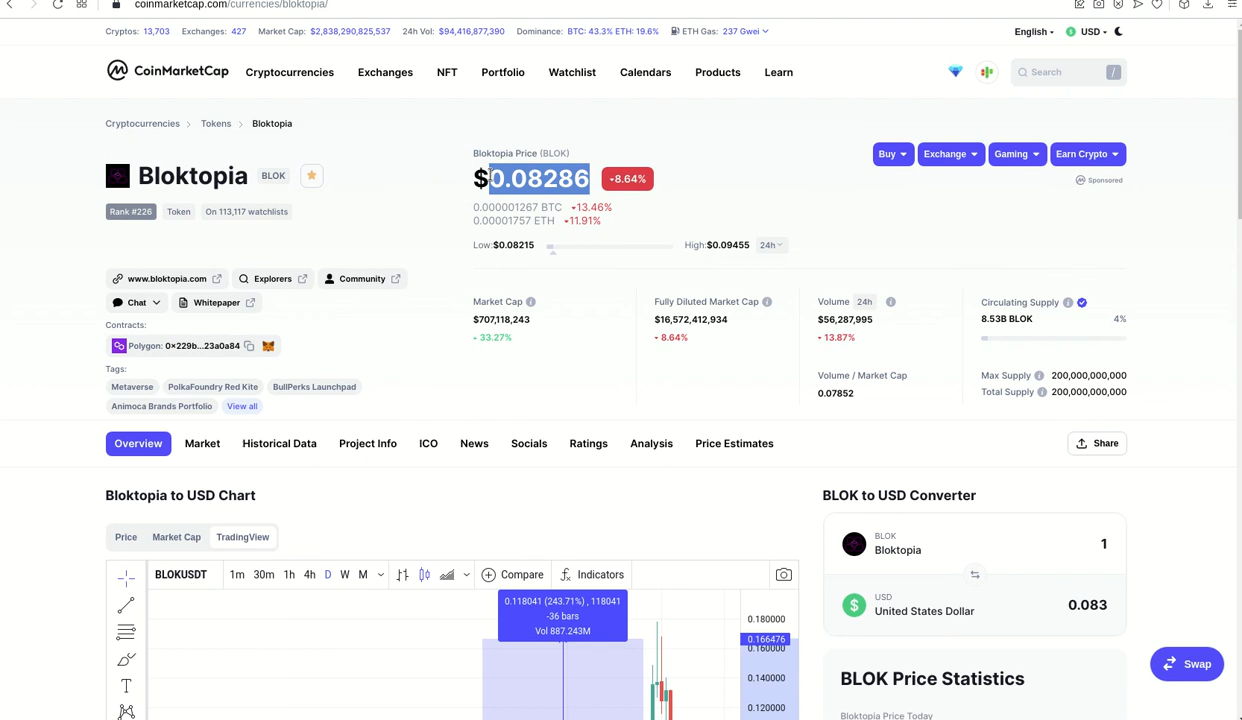 coinmarketcap.com/currencies/bloktopia/
Cryptos: 13,703 Exchanges: 427 Market Cap: $2,838,290,825,537 24h Vol: $94,416,877,390 Dominance: BTC: 43.3% ETH: 19.6% ETH Gas: 237 Gwei English USD
CoinMarketCap Cryptocurrencies Exchanges NFT Portfolio Watchlist Calendars Products Learn Search /
Cryptocurrencies Tokens Bloktopia
Bloktopia Price (BLOK)
Buy Exchange Gaming Earn Crypto
Bloktopia BLOK
$0.08286 8.64%
Sponsored
0.000001267 BTC 13.46%
Rank #226 Token On 113,117 watchlists
0.00001757 ETH 11.91%
Low:$0.08215 High:$0.09455 24h
www.bloktopia.com Explorers Community
Chat Whitepaper
Contracts:
Polygon: 0x229b...23a0a84
Tags:
Metaverse PolkaFoundry Red Kite BullPerks Launchpad
Animoca Brands Portfolio View all
Market Cap
$707,118,243
33.27%
Fully Diluted Market Cap
$16,572,412,934
8.64%
Volume 24h
$56,287,995
13.87%
Volume / Market Cap
0.07852
Circulating Supply
8.53B BLOK 4%
Max Supply 200,000,000,000
Total Supply 200,000,000,000
Overview Market Historical Data Project Info ICO News Socials Ratings Analysis Price Estimates Share
Bloktopia to USD Chart
Price Market Cap TradingView
BLOKUSDT 1m 30m 1h 4h D W M Compare Indicators
0.118041 (243.71%) , 118041
-36 bars
Vol 887.243M
0.180000
0.166476
0.160000
0.140000
0.120000
T
BLOK to USD Converter
BLOK
Bloktopia 1
USD
United States Dollar 0.083
Swap
BLOK Price Statistics
Bloktopia Price Today